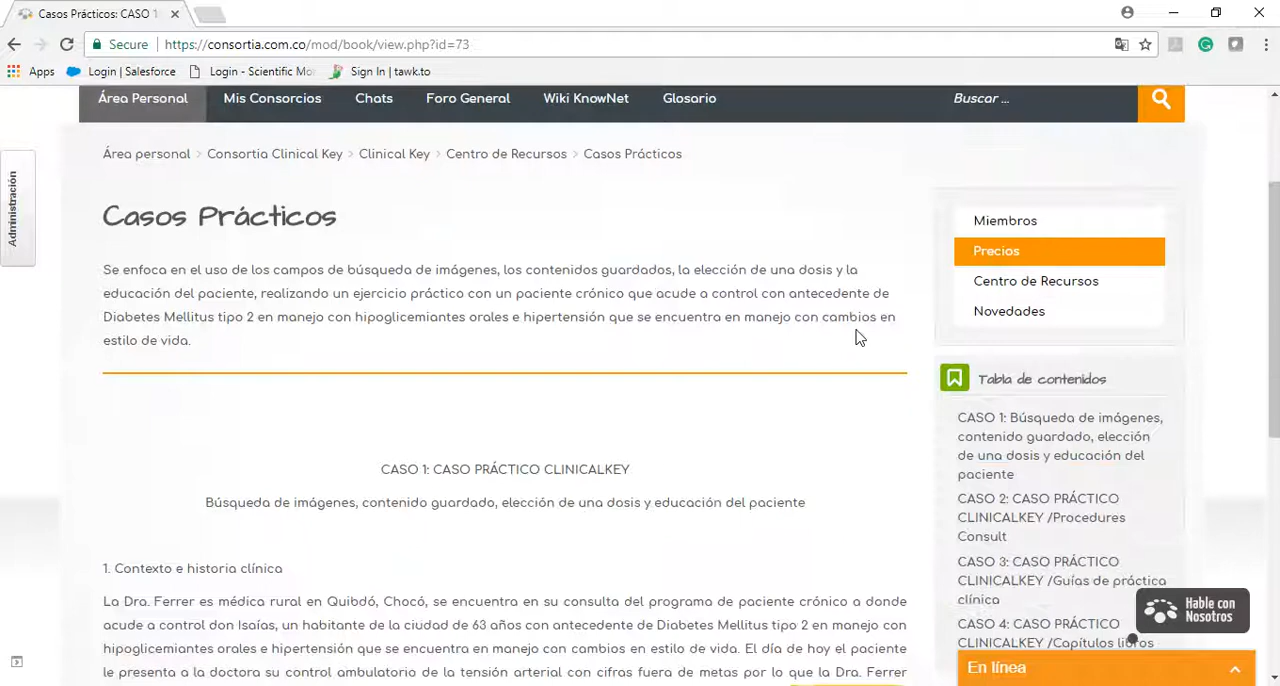 Casos Prácticos: CASO 1
Secure
https://consortia.com.co/mod/book/view.php?id=73
Apps
Login | Salesforce
Login - Scientific Mo
Sign In | tawk.to
Área Personal
Mis Consorcios
Chats
Foro General
Wiki KnowNet
Glosario
Buscar ...
Administración
Área personal > Consortia Clinical Key > Clinical Key > Centro de Recursos > Casos Prácticos
Casos Prácticos
Se enfoca en el uso de los campos de búsqueda de imágenes, los contenidos guardados, la elección de una dosis y la
educación del paciente, realizando un ejercicio práctico con un paciente crónico que acude a control con antecedente de
Diabetes Mellitus tipo 2 en manejo con hipoglicemiantes orales e hipertensión que se encuentra en manejo con cambios en
estilo de vida.
CASO 1: CASO PRÁCTICO CLINICALKEY
Búsqueda de imágenes, contenido guardado, elección de una dosis y educación del paciente
1. Contexto e historia clínica
La Dra. Ferrer es médica rural en Quibdó, Chocó, se encuentra en su consulta del programa de paciente crónico a donde
acude a control don Isaías, un habitante de la ciudad de 63 años con antecedente de Diabetes Mellitus tipo 2 en manejo con
hipoglicemiantes orales e hipertensión que se encuentra en manejo con cambios en estilo de vida. El día de hoy el paciente
le presenta a la doctora su control ambulatorio de la tensión arterial con cifras fuera de metas por lo que la Dra. Ferrer
Miembros
Precios
Centro de Recursos
Novedades
Tabla de contenidos
CASO 1: Búsqueda de imágenes,
contenido guardado, elección
de una dosis y educación del
paciente
CASO 2: CASO PRÁCTICO
CLINICALKEY /Procedures
Consult
CASO 3: CASO PRÁCTICO
CLINICALKEY /Guías de práctica
clínica
CASO 4: CASO PRÁCTICO
CLINICALKEY /Capítulos libros
Hable con
Nosotros
En línea